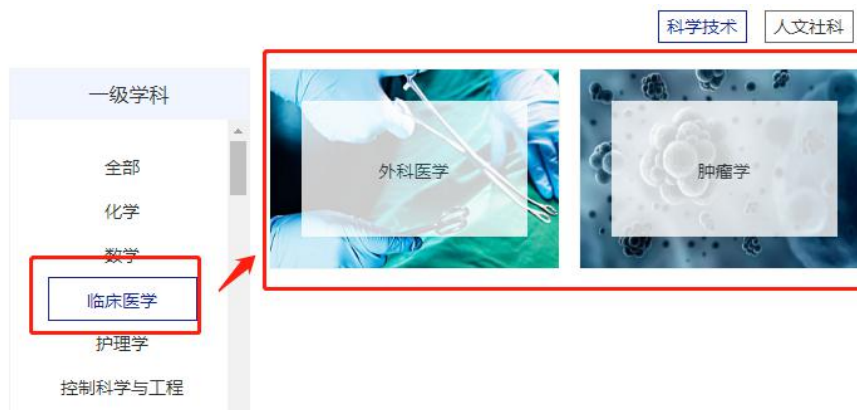 科学技术 人文社科
一级学科
全部
化学
数学
临床医学
护理学
控制科学与工程
外科医学
肿瘤学